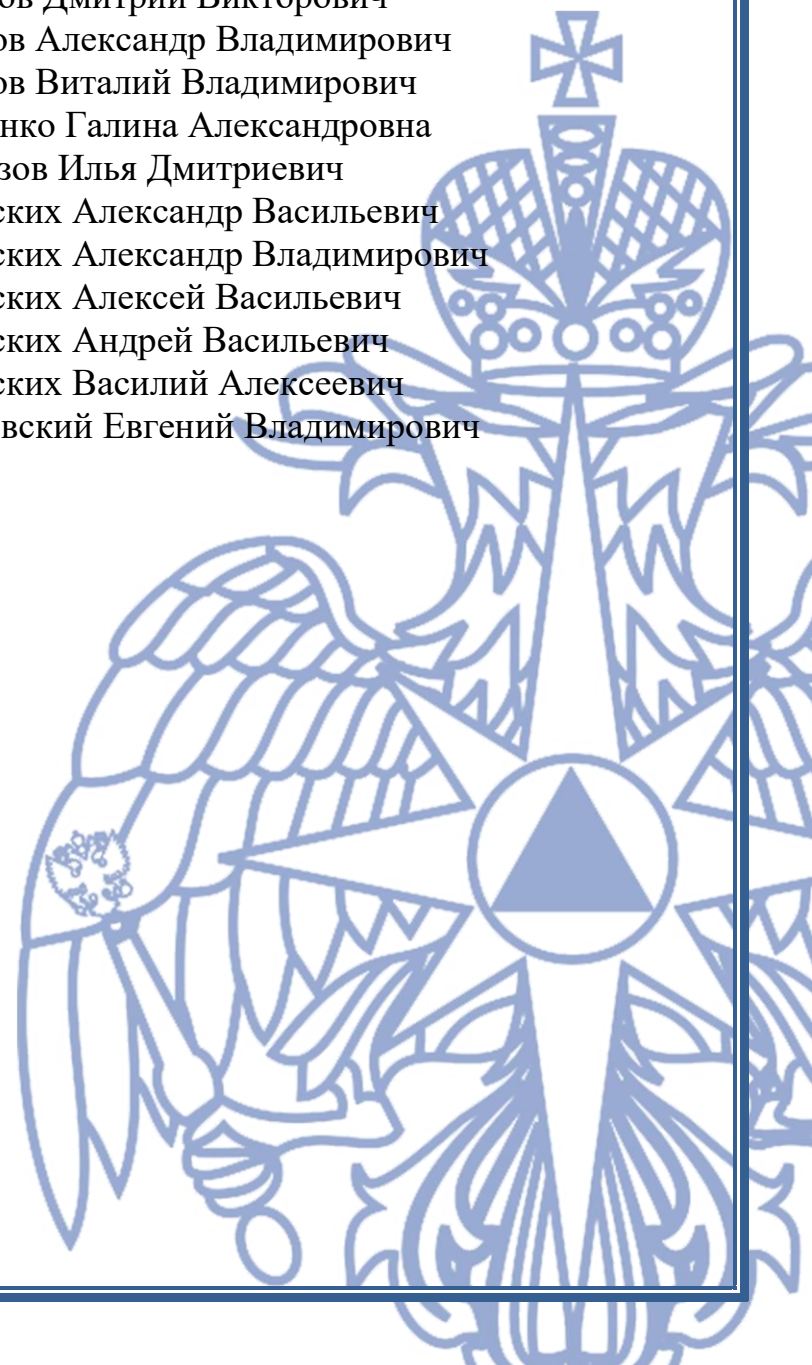 ов Дмитрий Викторович
ов Александр Владимирович
ов Виталий Владимирович
нко Галина Александровна
зов Илья Дмитриевич
ских Александр Васильевич
ских Александр Владимирович
ских Алексей Васильевич
ских Андрей Васильевич
ских Василий Алексеевич
вский Евгений Владимирович